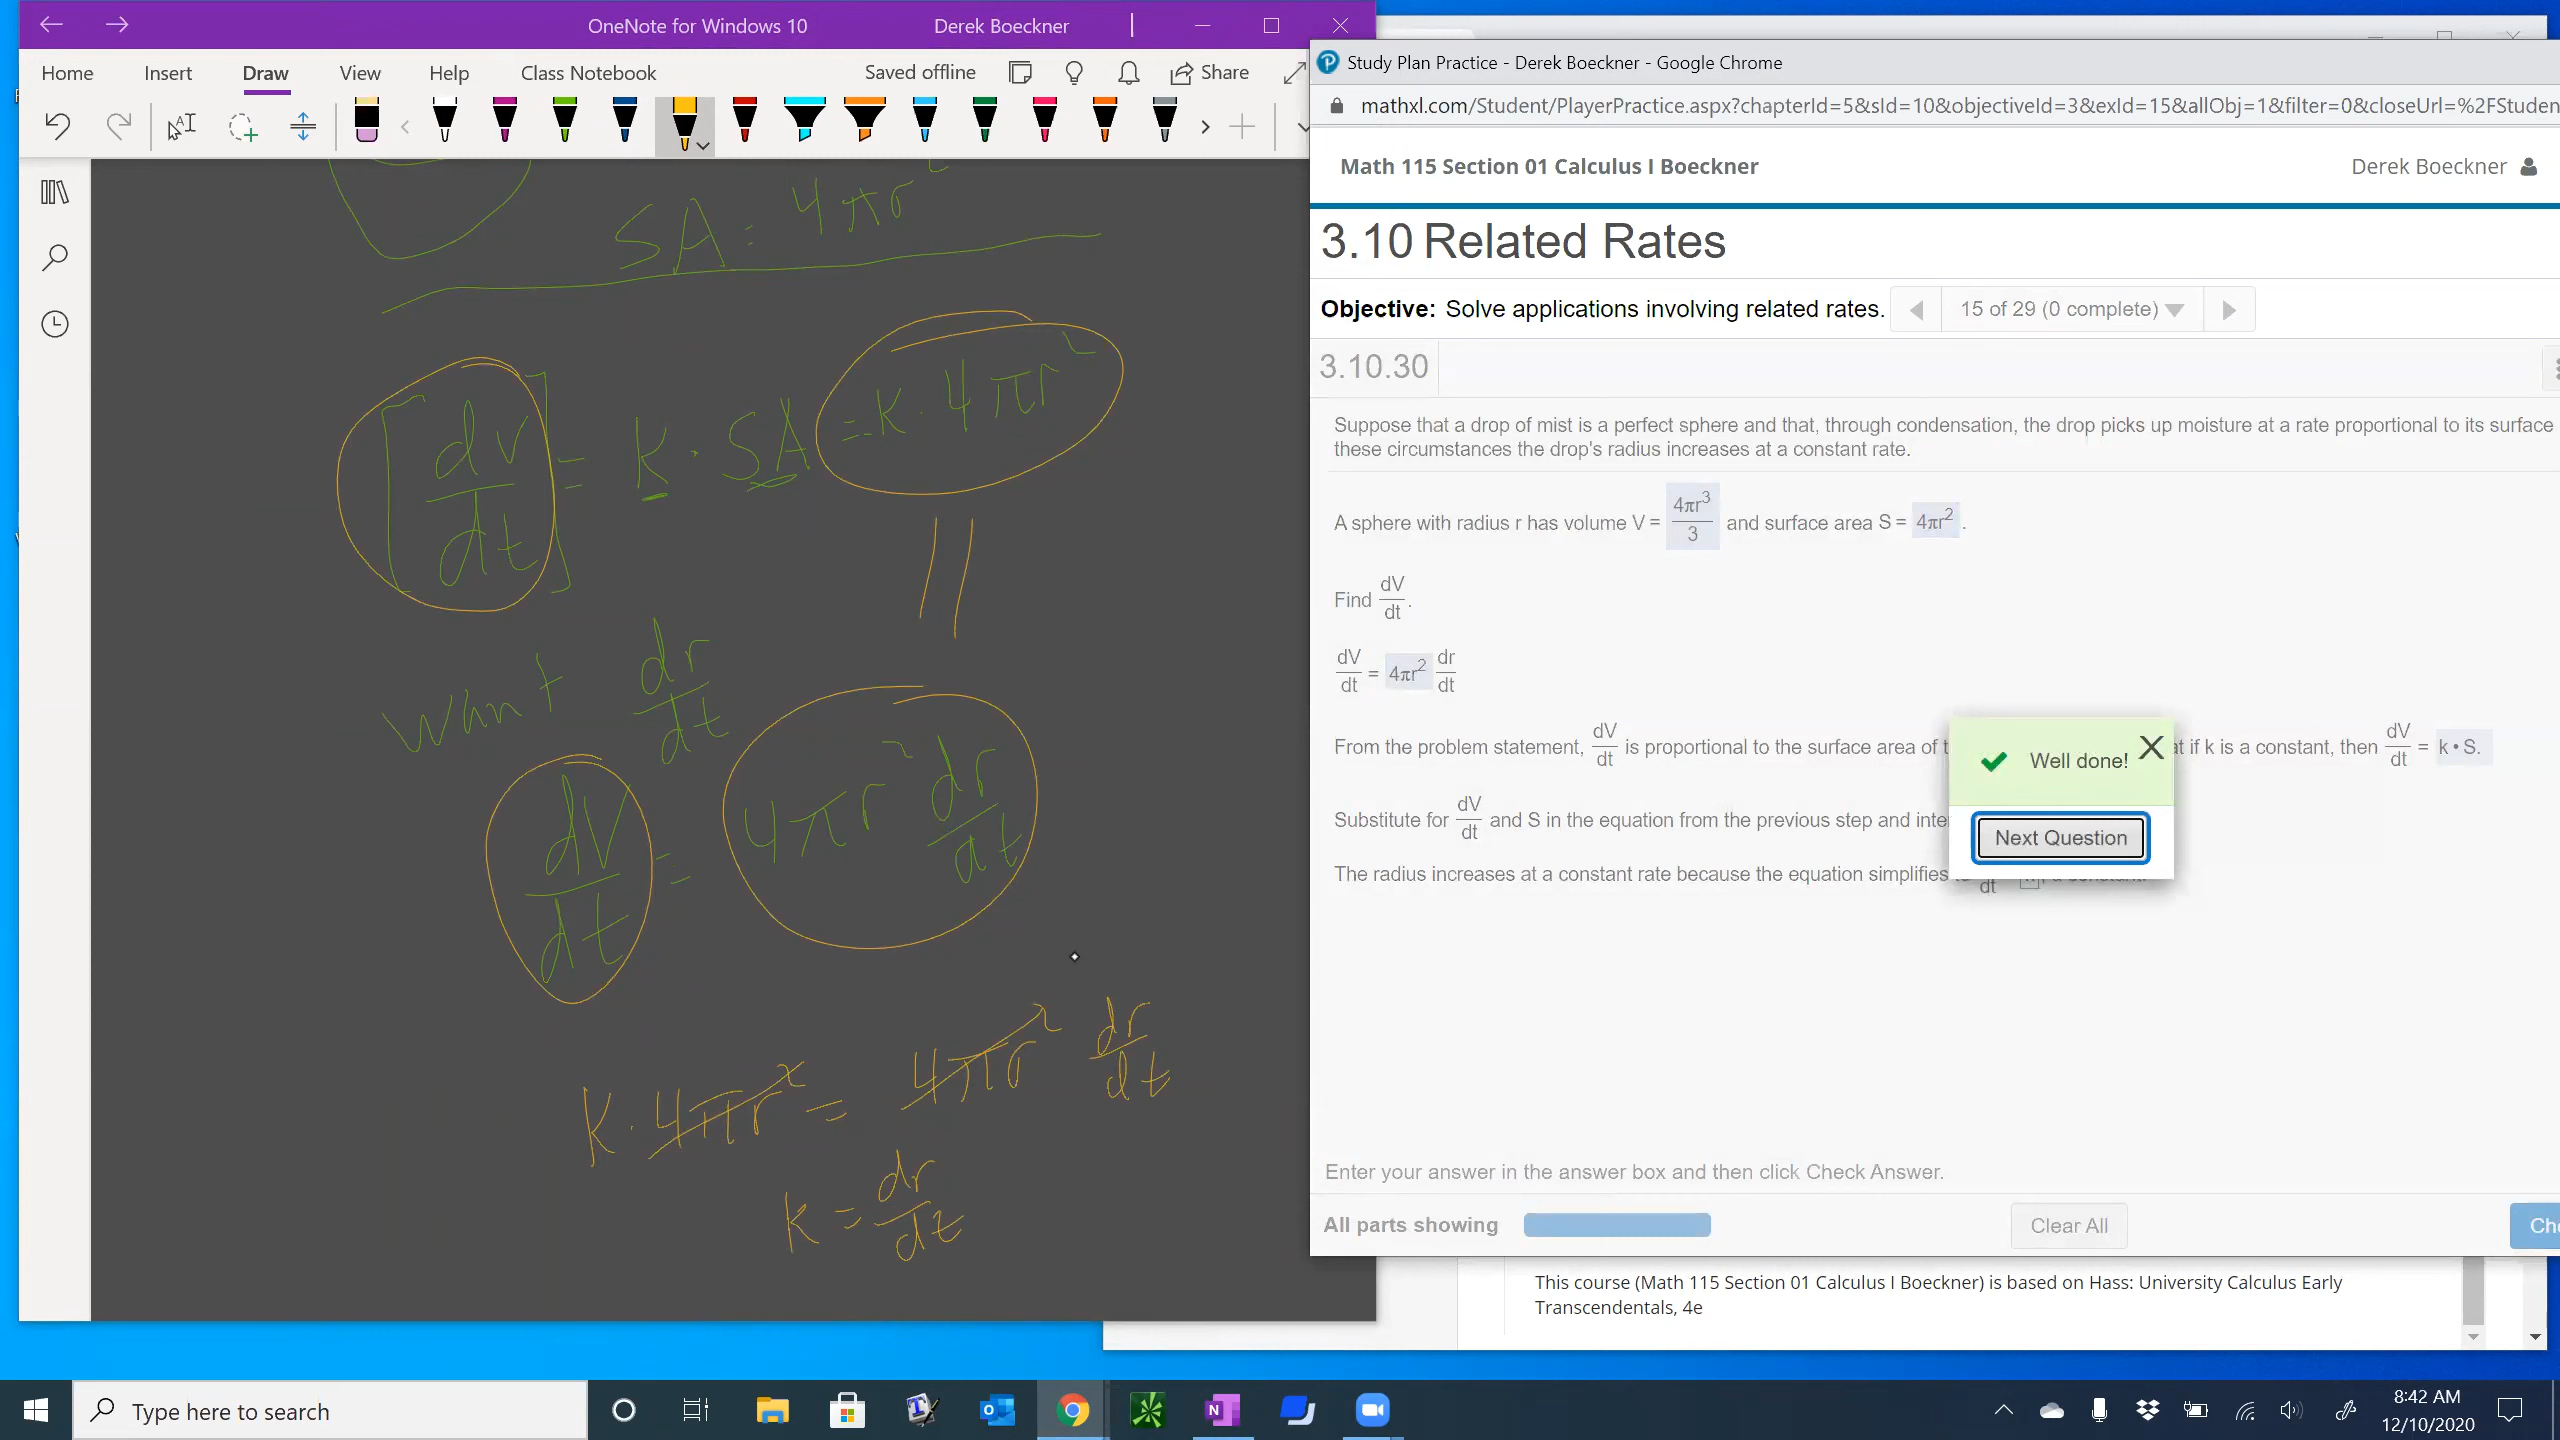 OneNote for Windows 10
Derek Boeckner
Home Insert Draw View Help Class Notebook Saved offline Share
SA = 4πr²
[dV/dt] = K · SA = K · 4πr²
want dr/dt
dV/dt = 4πr² dr/dt
K · 4πr² = 4πr² dr/dt
K = dr/dt
Study Plan Practice - Derek Boeckner - Google Chrome
mathxl.com/Student/PlayerPractice.aspx?chapterId=5&sId=10&objectiveId=3&exId=15&allObj=1&filter=0&closeUrl=%2FStuden
Math 115 Section 01 Calculus I Boeckner
Derek Boeckner
3.10 Related Rates
Objective: Solve applications involving related rates. 15 of 29 (0 complete)
3.10.30
Suppose that a drop of mist is a perfect sphere and that, through condensation, the drop picks up moisture at a rate proportional to its surface
these circumstances the drop's radius increases at a constant rate.
A sphere with radius r has volume V = 4πr³/3 and surface area S = 4πr².
Find dV/dt.
dV/dt = 4πr² dr/dt
From the problem statement, dV/dt is proportional to the surface area of t at if k is a constant, then dV/dt = k • S.
Well done!
Next Question
Substitute for dV/dt and S in the equation from the previous step and inte
The radius increases at a constant rate because the equation simplifies dt
Enter your answer in the answer box and then click Check Answer.
All parts showing
Clear All
Che
This course (Math 115 Section 01 Calculus I Boeckner) is based on Hass: University Calculus Early
Transcendentals, 4e
Type here to search
8:42 AM
12/10/2020